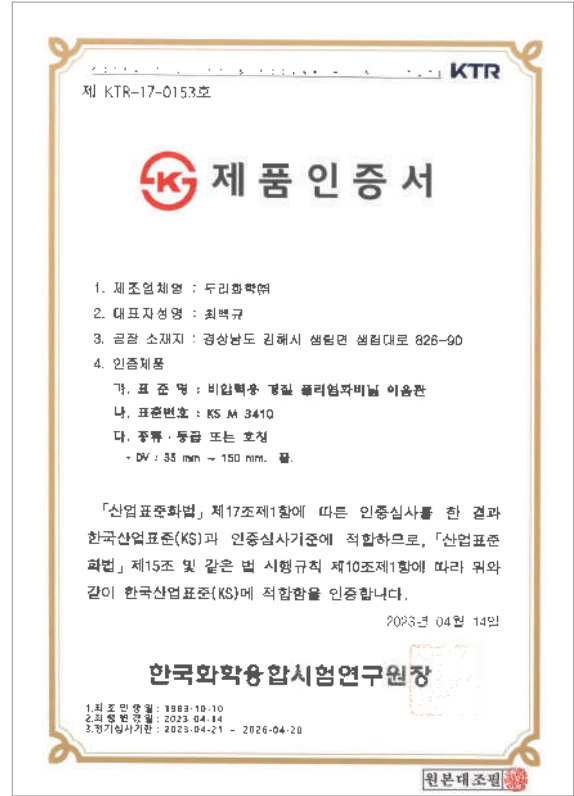 KTR
제 KTR-17-0153호
제품인증서
1. 제조업체명 : 두리화학㈜
2. 대표자성명 : 최백규
3. 공장 소재지 : 경상남도 김해시 생림면 생림대로 826-90
4. 인증제품
가. 표 준 명 : 비압력용 경질 폴리염화비닐 이음관
나. 표준번호 : KS M 3410
다. 종류·등급 또는 호칭
- DV : 35 mm ~ 150 mm. 끝.
「산업표준화법」 제17조제1항에 따른 인증심사를 한 결과
한국산업표준(KS)과 인증심사기준에 적합하므로, 「산업표준
화법」 제15조 및 같은 법 시행규칙 제10조제1항에 따라 위와
같이 한국산업표준(KS)에 적합함을 인증합니다.
2023년 04월 14일
한국화학융합시험연구원장
1.최초인증일 : 1983-10-10
2.최종변경일 : 2023-04-14
3.정기심사기한 : 2023-04-21 - 2026-04-20
원본대조필